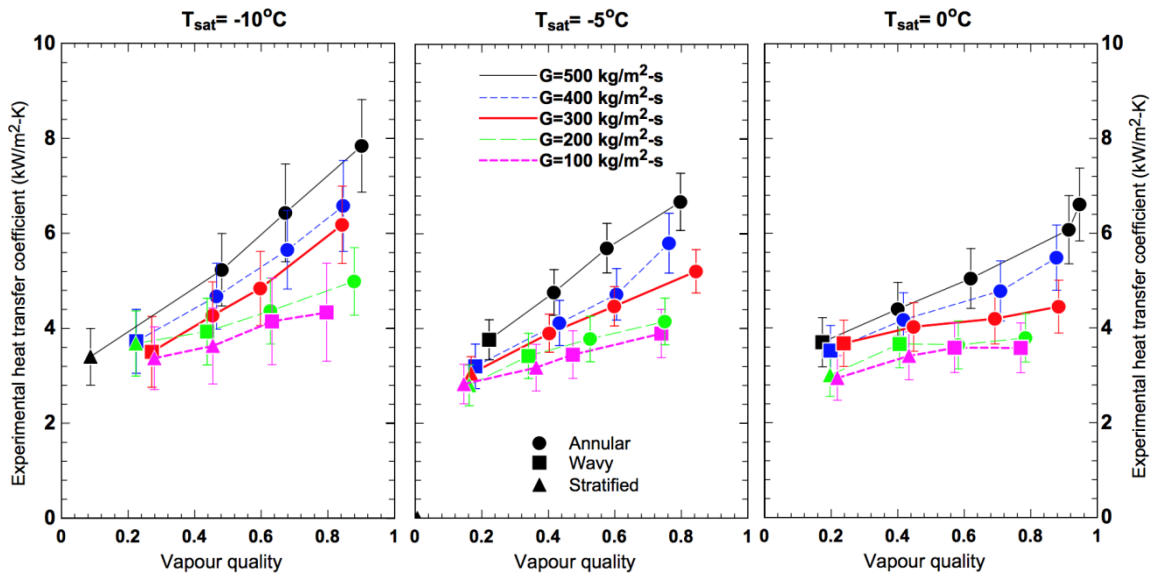 T_sat= -10°C
T_sat= -5°C
T_sat= 0°C
Experimental heat transfer coefficient (kW/m²-K)
10
8
6
4
2
0
0 0.2 0.4 0.6 0.8 1
Vapour quality
G=500 kg/m²-s
G=400 kg/m²-s
G=300 kg/m²-s
G=200 kg/m²-s
G=100 kg/m²-s
Annular
Wavy
Stratified
0 0.2 0.4 0.6 0.8 1
Vapour quality
0 0.2 0.4 0.6 0.8 1
Vapour quality
10
8
6
4
2
0
Experimental heat transfer coefficient (kW/m²-K)